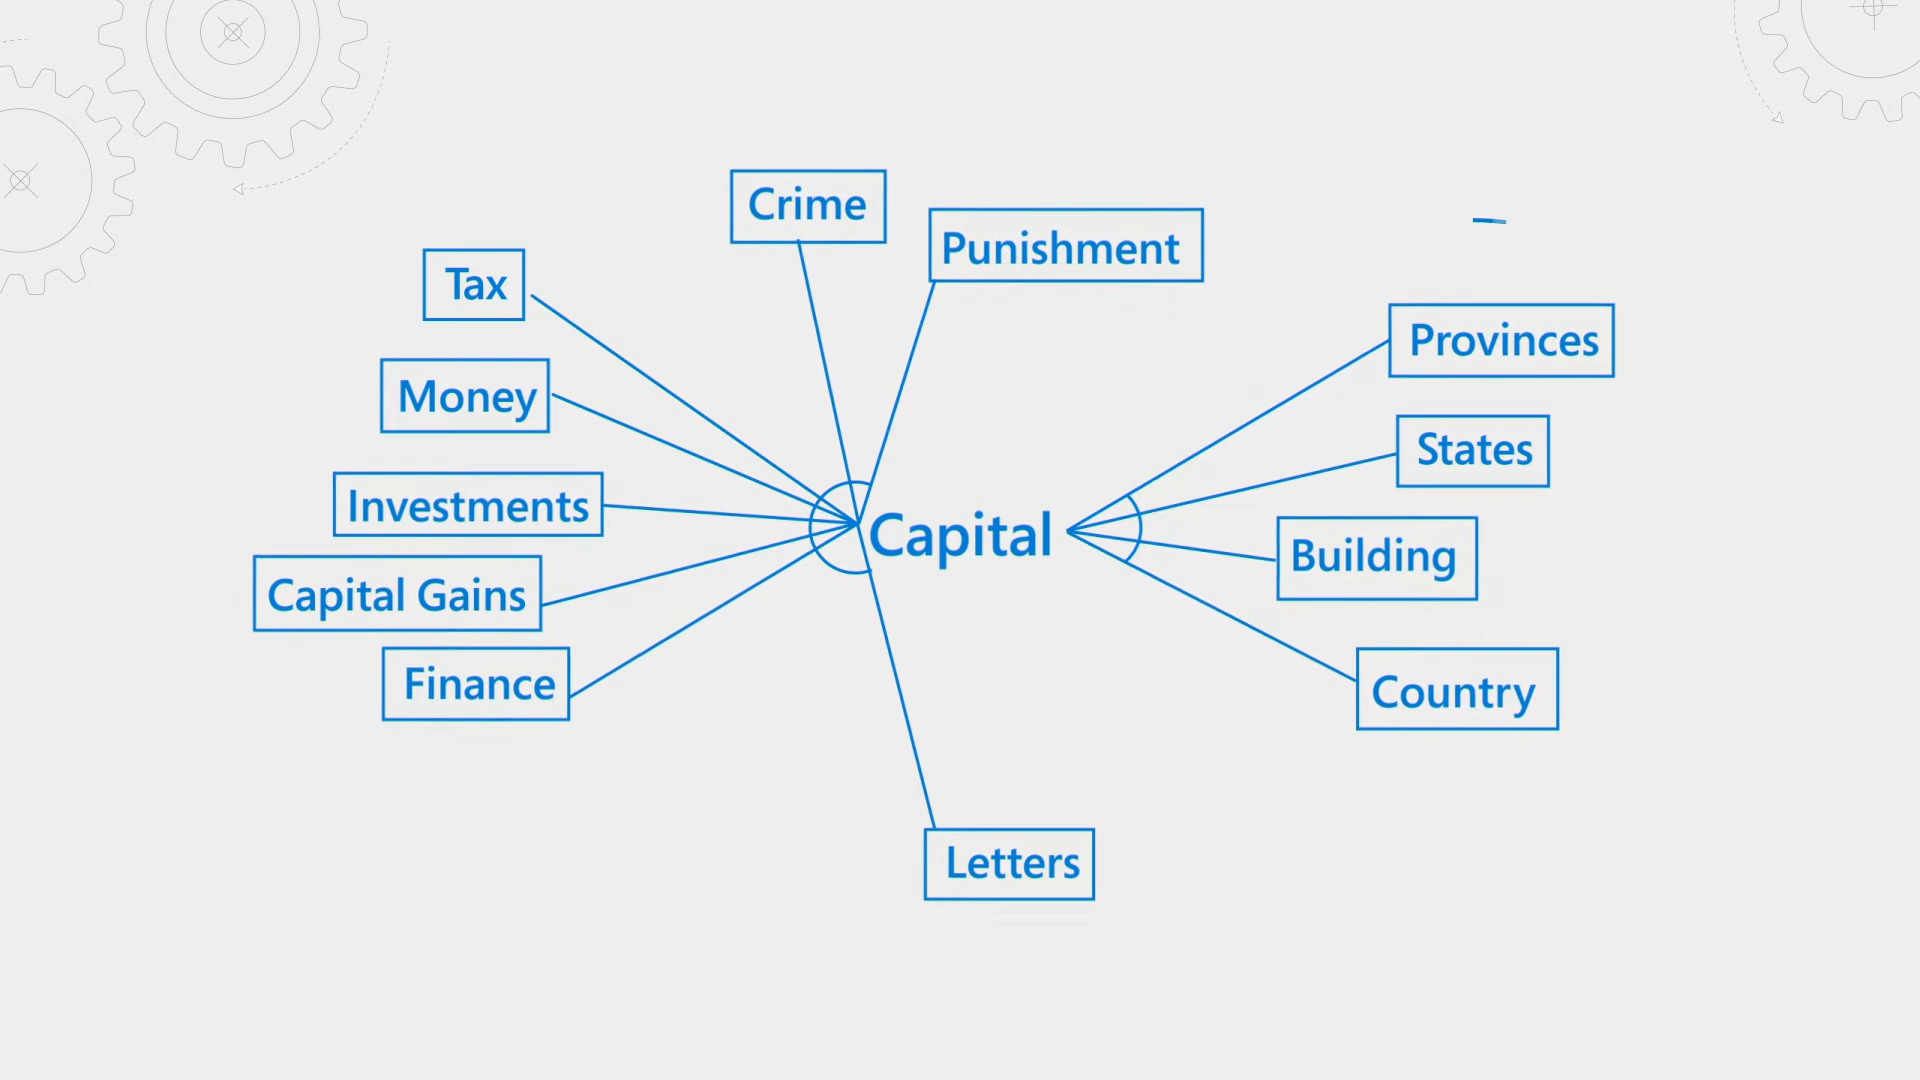 Crime
Punishment
Tax
Provinces
Money
States
Investments
Capital
Building
Capital Gains
Finance
Country
Letters